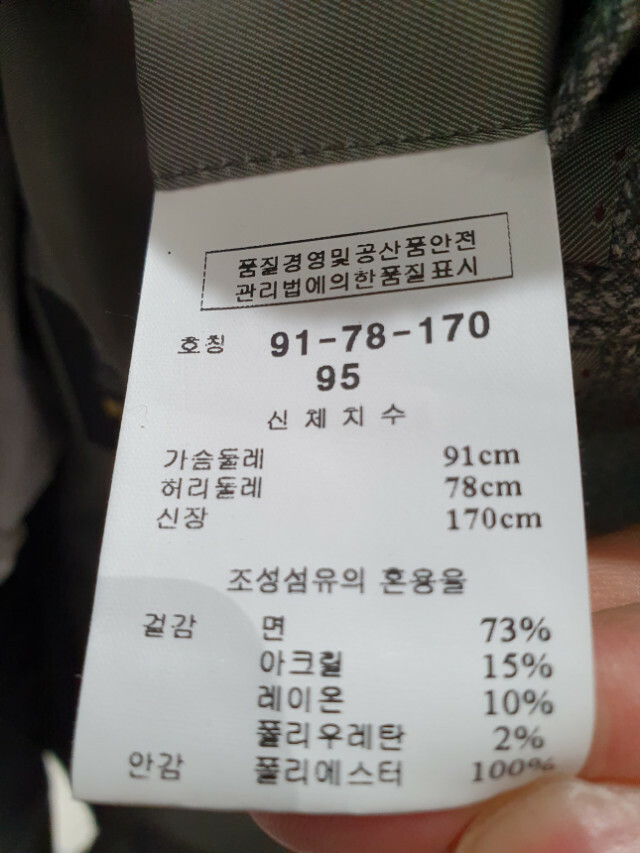 품질경영및공산품안전
관리법에의한품질표시
호칭 91-78-170
95
신체치수
가슴둘레 91cm
허리둘레 78cm
신장 170cm
조성섬유의 혼용율
겉감 면 73%
아크릴 15%
레이온 10%
폴리우레탄 2%
안감 폴리에스터 100%